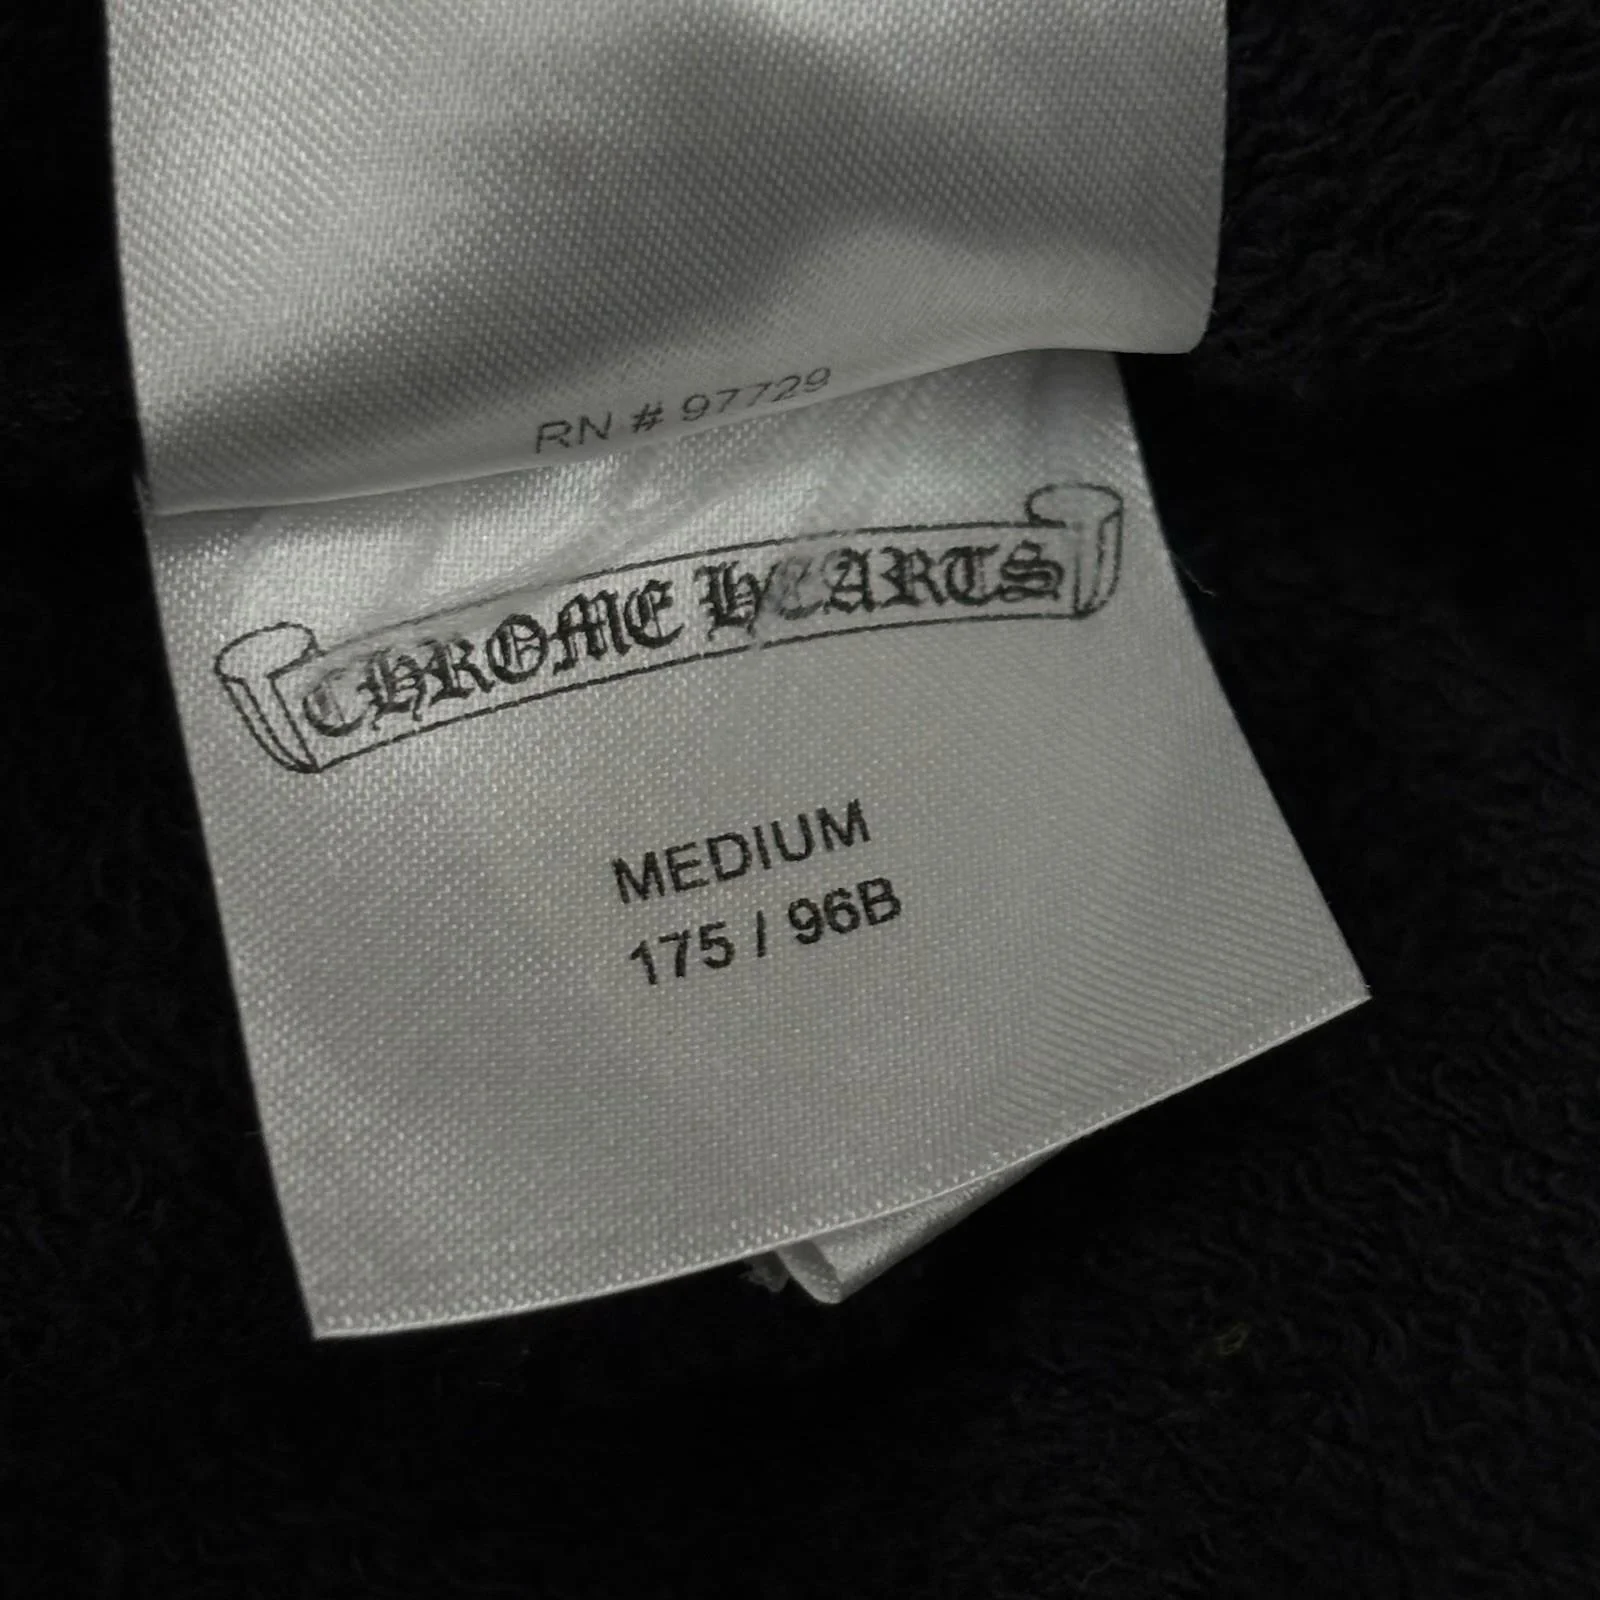 RN # 97729
CHROME HEARTS
MEDIUM
175 / 96B